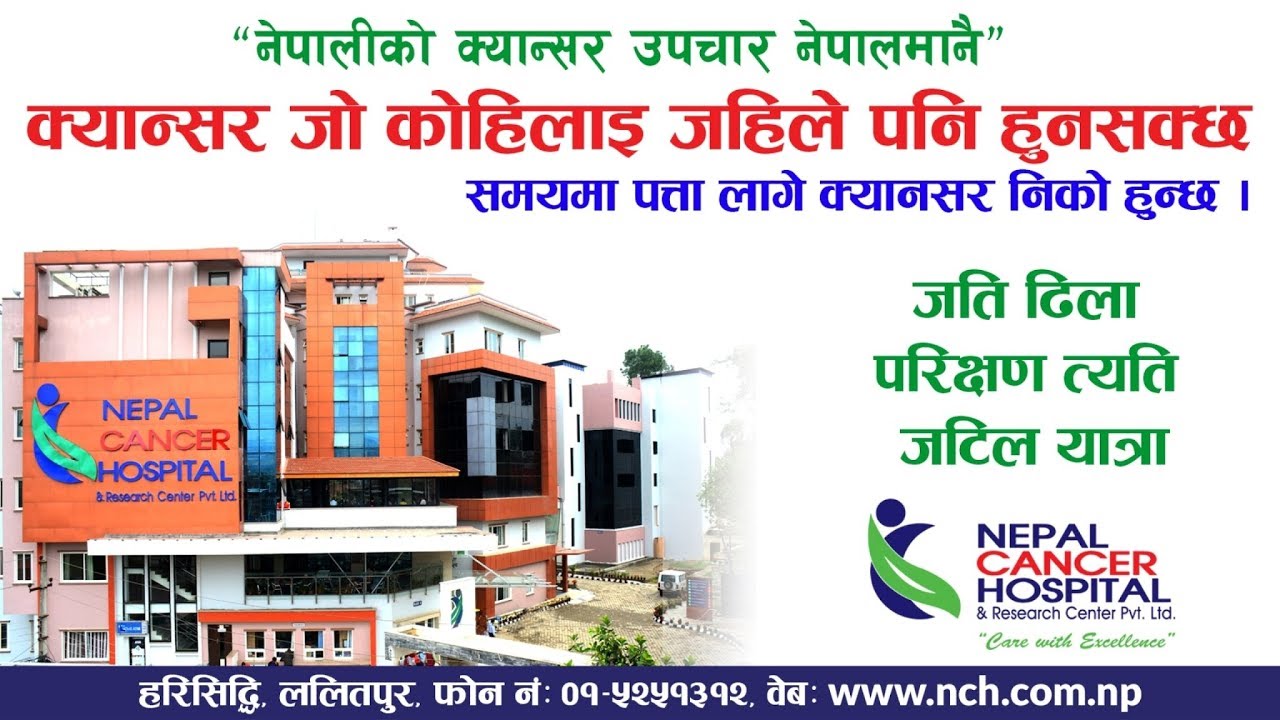 “नेपालीको क्यान्सर उपचार नेपालमानै”
क्यान्सर जो कोहिलाइ जहिले पनि हुनसक्छ
समयमा पत्ता लागे क्यानसर निको हुन्छ ।
जति ढिला
परिक्षण त्यति
जटिल यात्रा
NEPAL
CANCER
HOSPITAL
& Research Center Pvt. Ltd.
NEPAL
CANCER
HOSPITAL
& Research Center Pvt. Ltd.
“Care with Excellence”
हरिसिद्धि, ललितपुर, फोन नंः ०१-५२५१३१२, वेबः www.nch.com.np